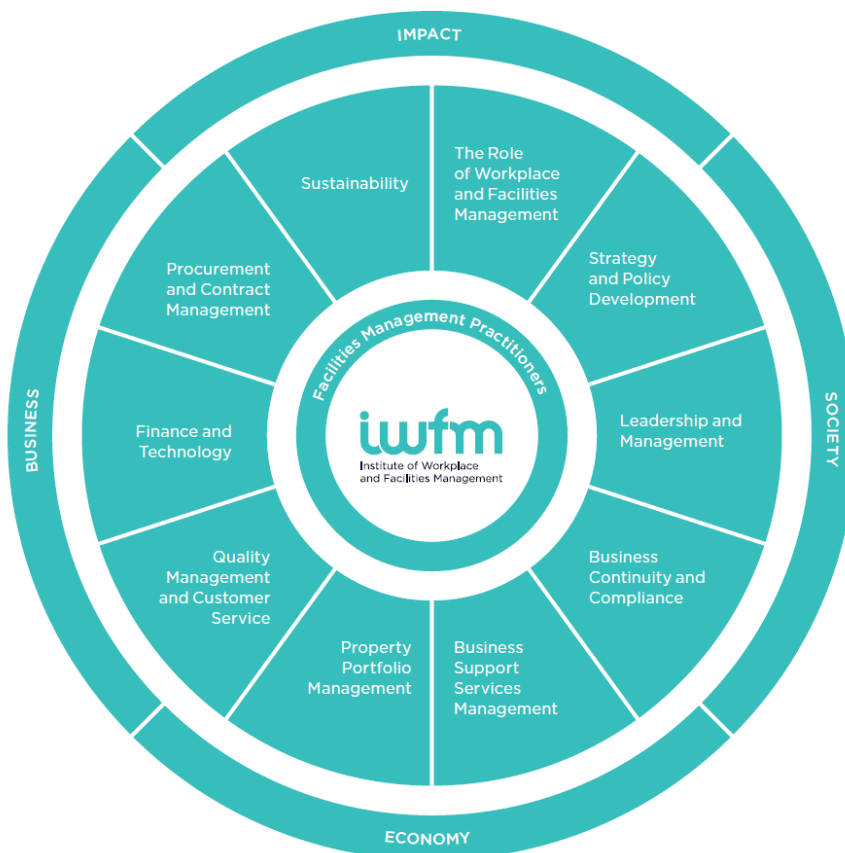 IMPACT
The Role
of Workplace
and Facilities
Management
Strategy
and Policy
Development
Leadership and
Management
Business
Continuity and
Compliance
Business
Support
Services
Management
Property
Portfolio
Management
Quality
Management
and Customer
Service
Finance and
Technology
Procurement
and Contract
Management
Sustainability
SOCIETY
ECONOMY
BUSINESS
Facilities Management Practitioners
iwfm
Institute of Workplace
and Facilities Management